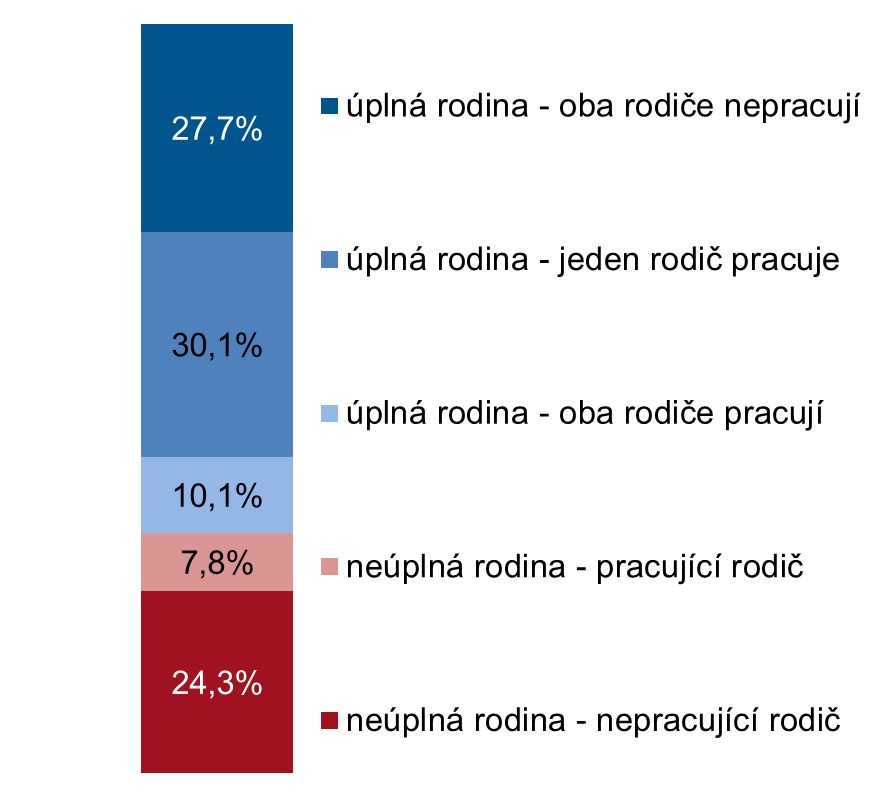 27,7%
úplná rodina - oba rodiče nepracují
30,1%
úplná rodina - jeden rodič pracuje
10,1%
úplná rodina - oba rodiče pracují
7,8%
neúplná rodina - pracující rodič
24,3%
neúplná rodina - nepracující rodič